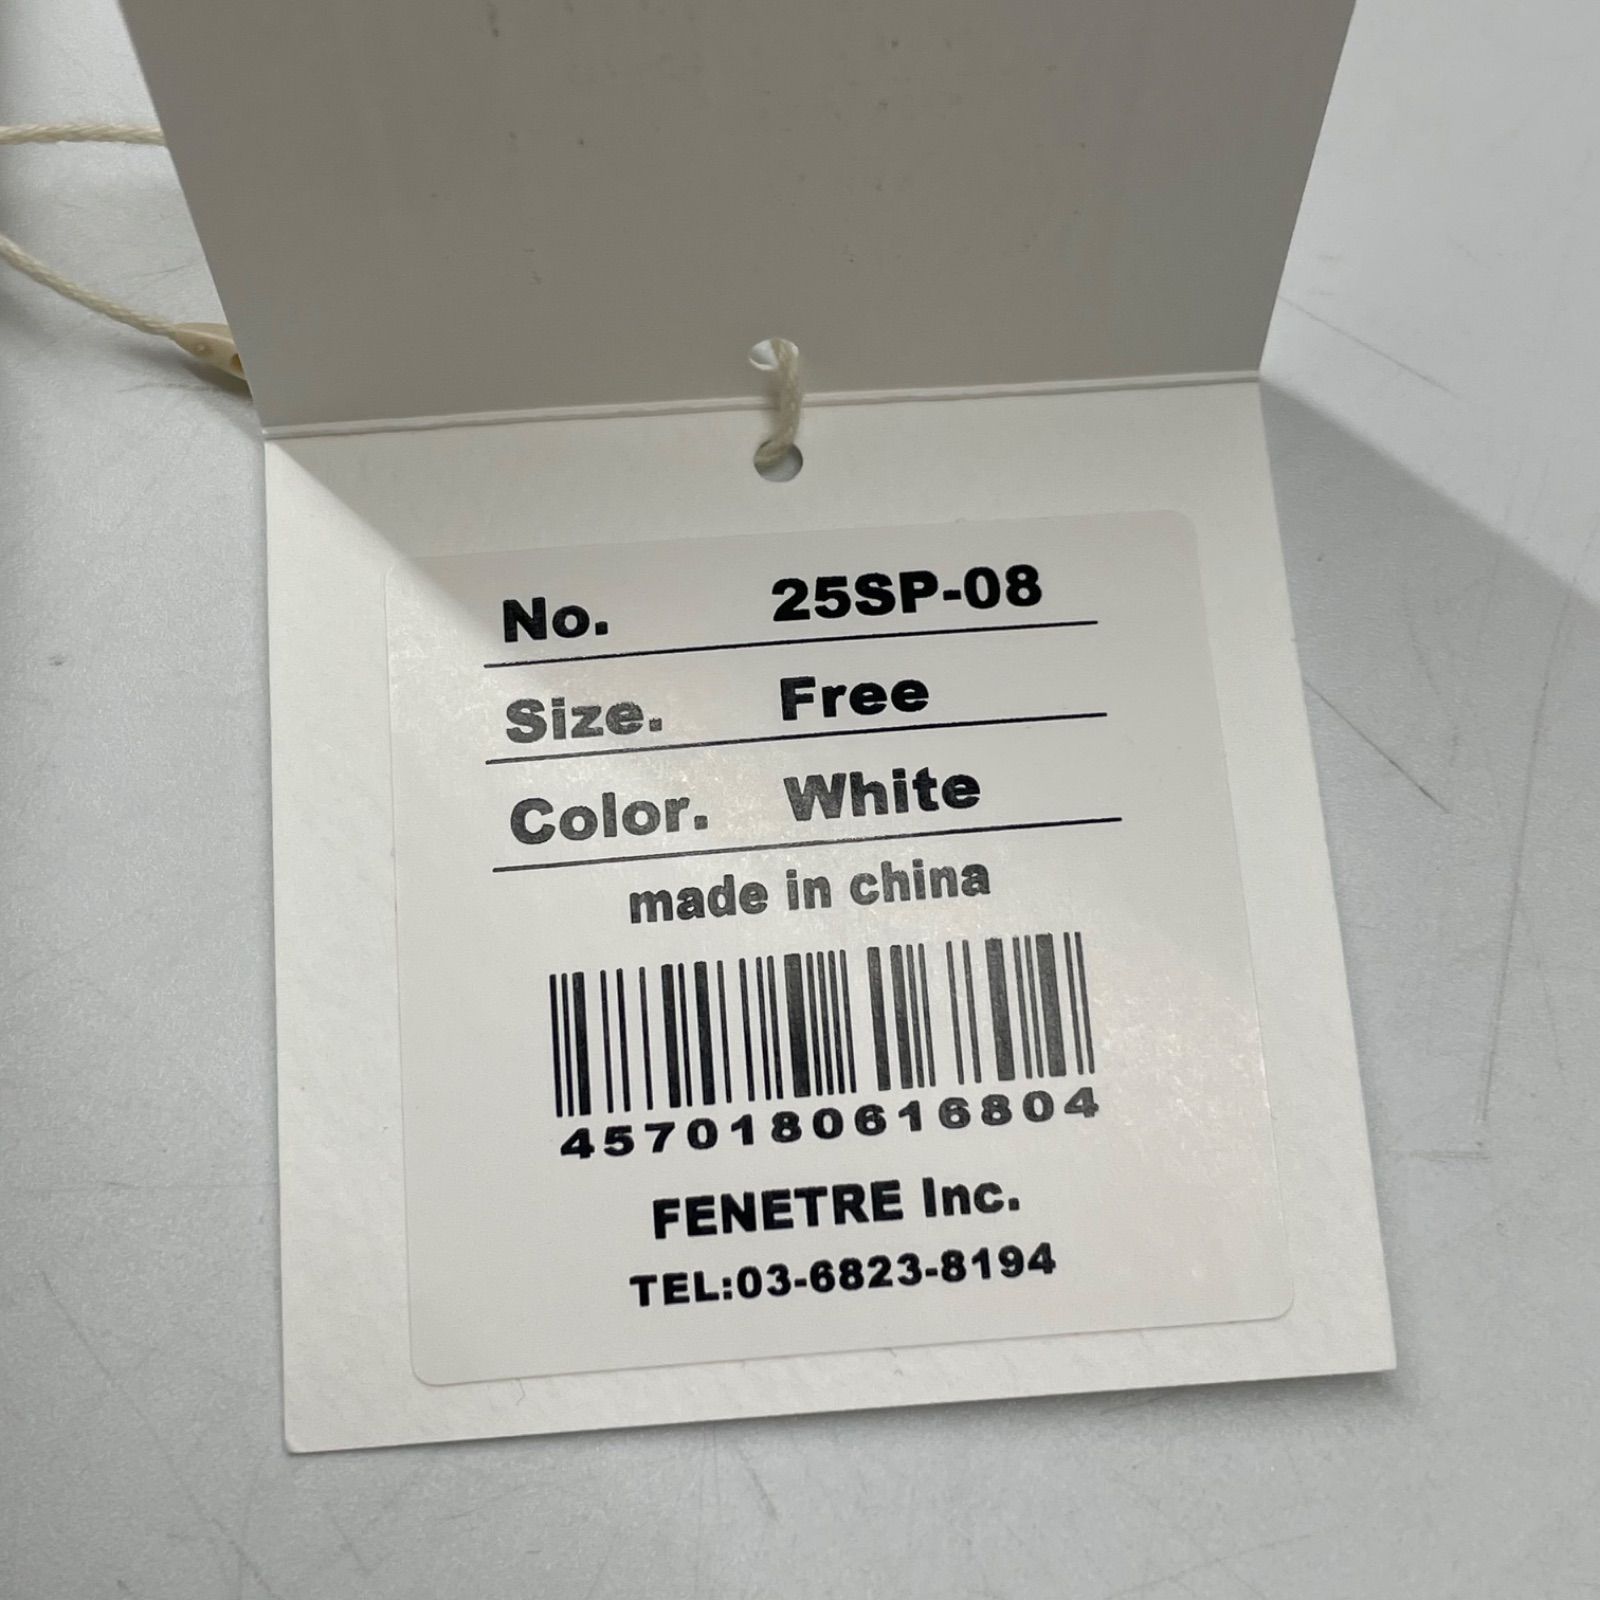 No. 25SP-08
Size. Free
Color. White
made in china
4570180616804
FENETRE Inc.
TEL:03-6823-8194